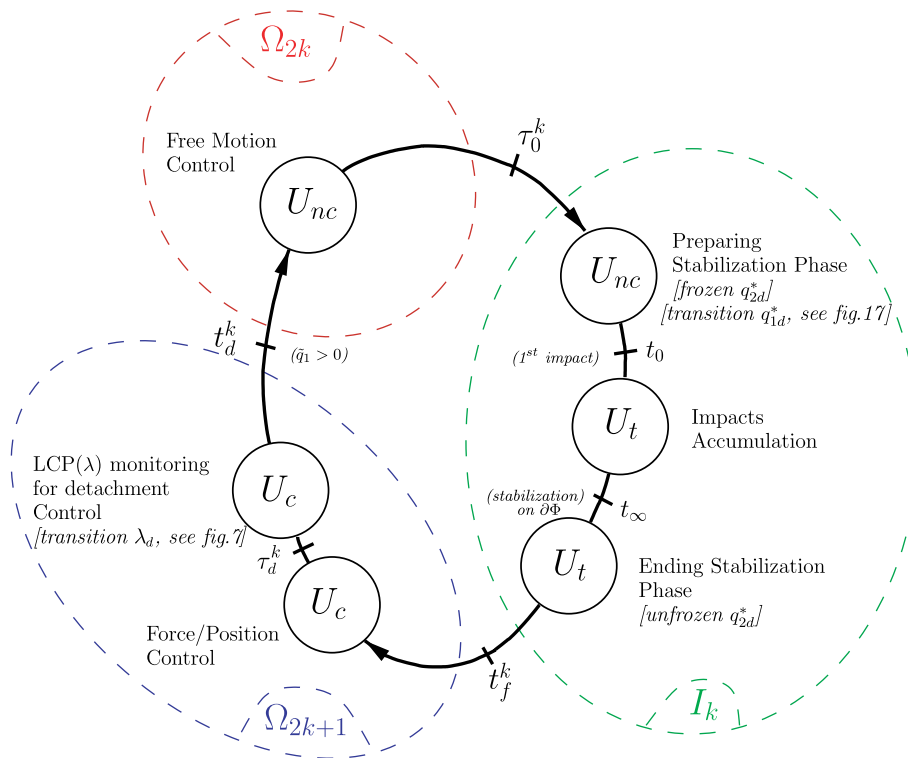 Ω_{2k}
Free Motion
Control
U_{nc}
τ_0^k
U_{nc}
Preparing
Stabilization Phase
[frozen q_{2d}^*]
[transition q_{1d}^*, see fig.17]
t_d^k
(q̃_1 > 0)
(1^{st} impact)
t_0
U_t
Impacts
Accumulation
LCP(λ) monitoring
for detachment
Control
[transition λ_d, see fig.7]
U_c
(stabilization)
on ∂Φ
t_∞
τ_d^k
U_t
Ending Stabilization
Phase
[unfrozen q_{2d}^*]
U_c
Force/Position
Control
t_f^k
Ω_{2k+1}
I_k